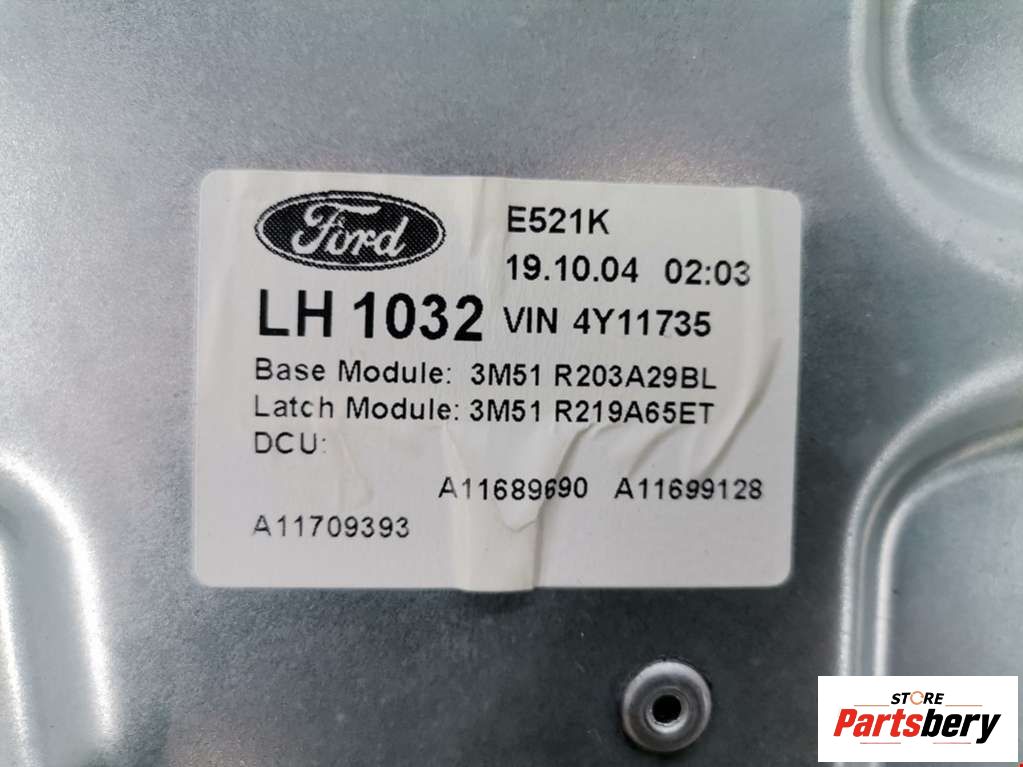 Ford
E521K
19.10.04 02:03
LH 1032 VIN 4Y11735
Base Module: 3M51 R203A29BL
Latch Module: 3M51 R219A65ET
DCU:
A11689690 A11699128
A11709393
STORE
Partsbery